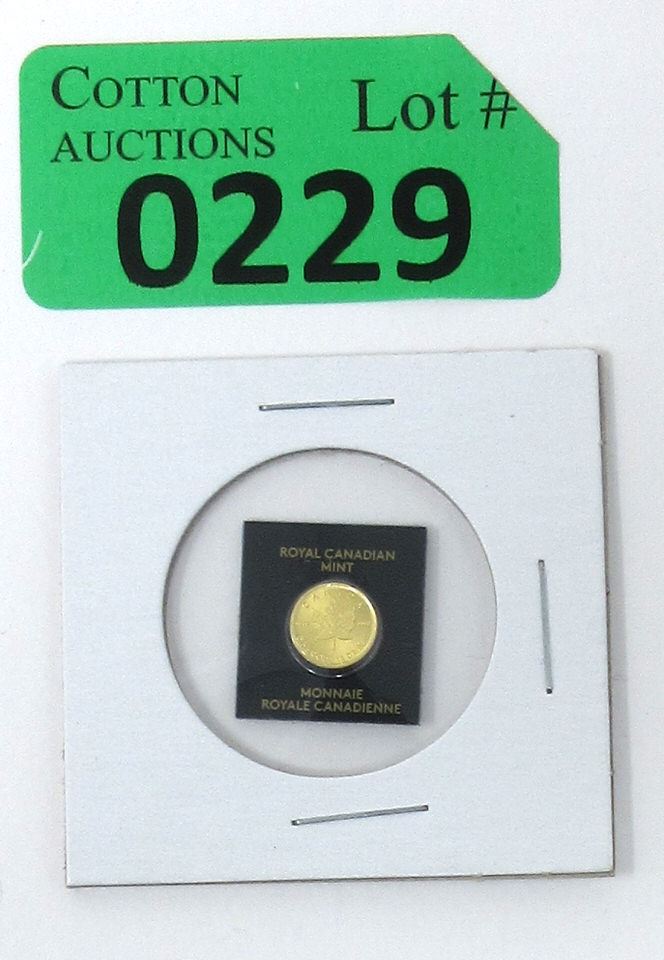 COTTON
AUCTIONS
Lot #
0229
ROYAL CANADIAN
MINT
MONNAIE
ROYALE CANADIENNE